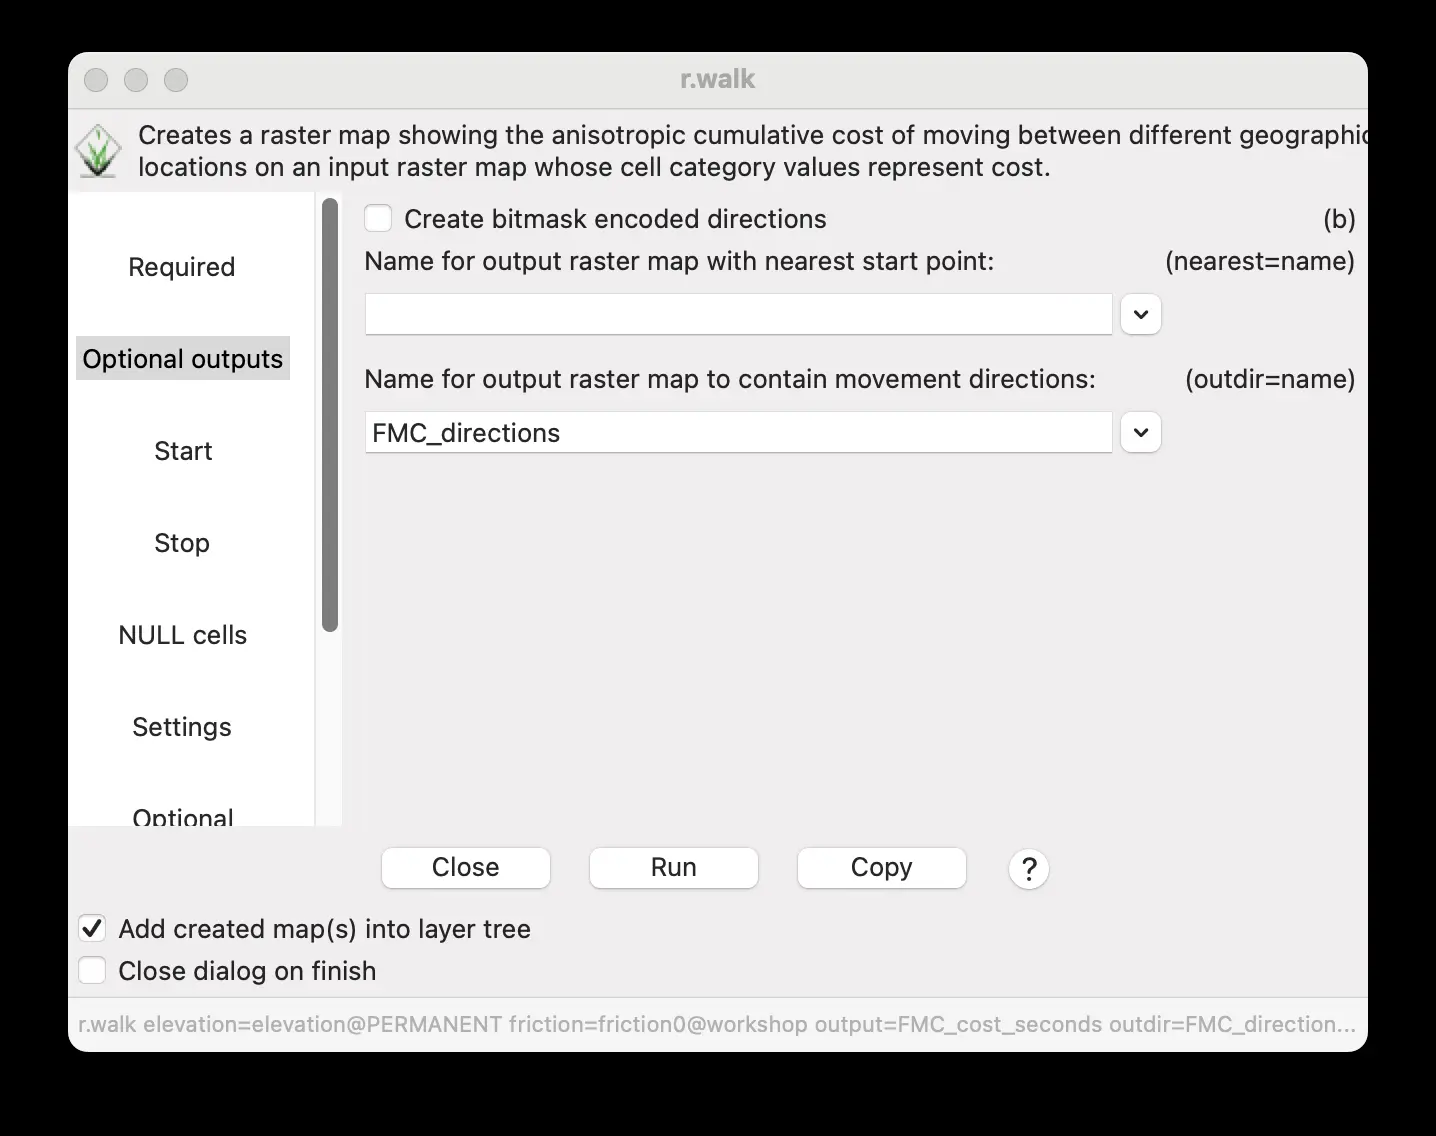 r.walk
Creates a raster map showing the anisotropic cumulative cost of moving between different geographic
locations on an input raster map whose cell category values represent cost.
Required
Optional outputs
Start
Stop
NULL cells
Settings
Optional
Create bitmask encoded directions (b)
Name for output raster map with nearest start point: (nearest=name)
Name for output raster map to contain movement directions: (outdir=name)
FMC_directions
Close Run Copy ?
Add created map(s) into layer tree
Close dialog on finish
r.walk elevation=elevation@PERMANENT friction=friction0@workshop output=FMC_cost_seconds outdir=FMC_direction...